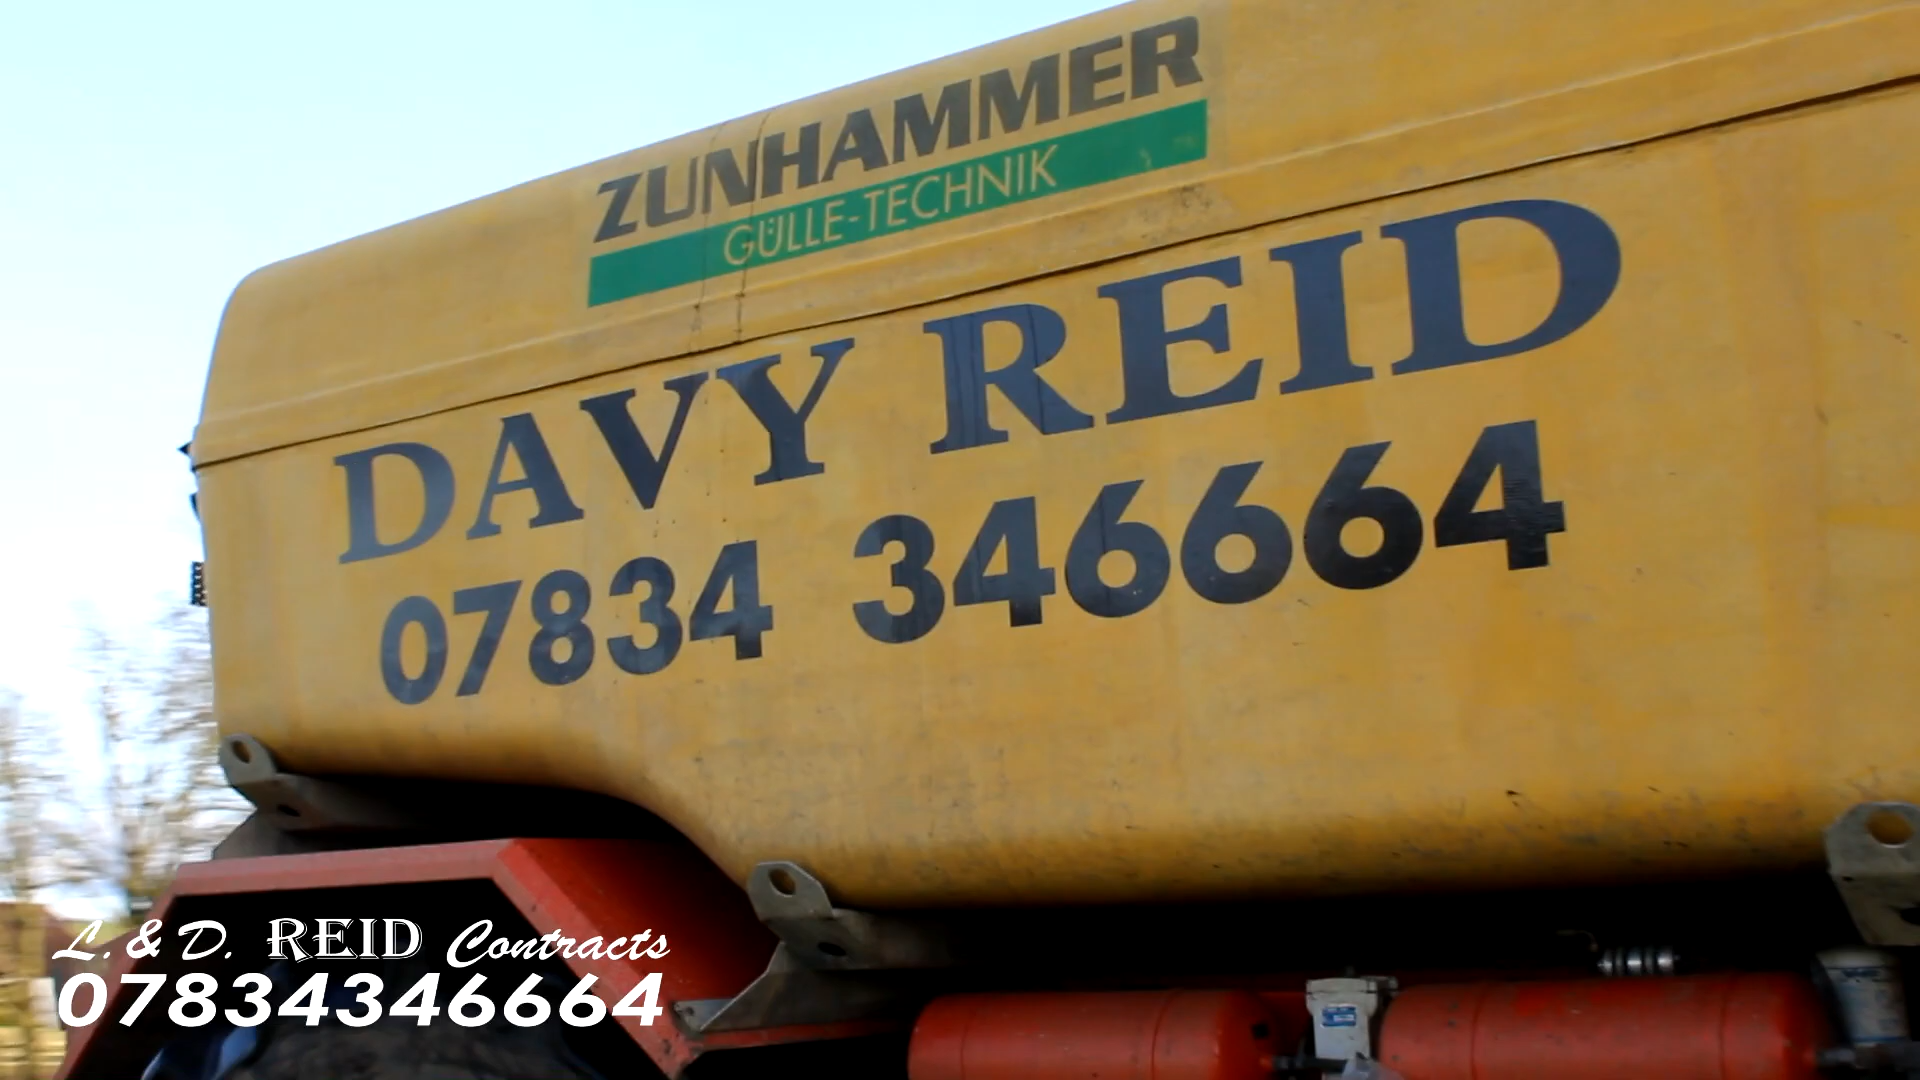 ZUNHAMMER
GÜLLE-TECHNIK
DAVY REID
07834 346664
L. & D. REID Contracts
07834346664